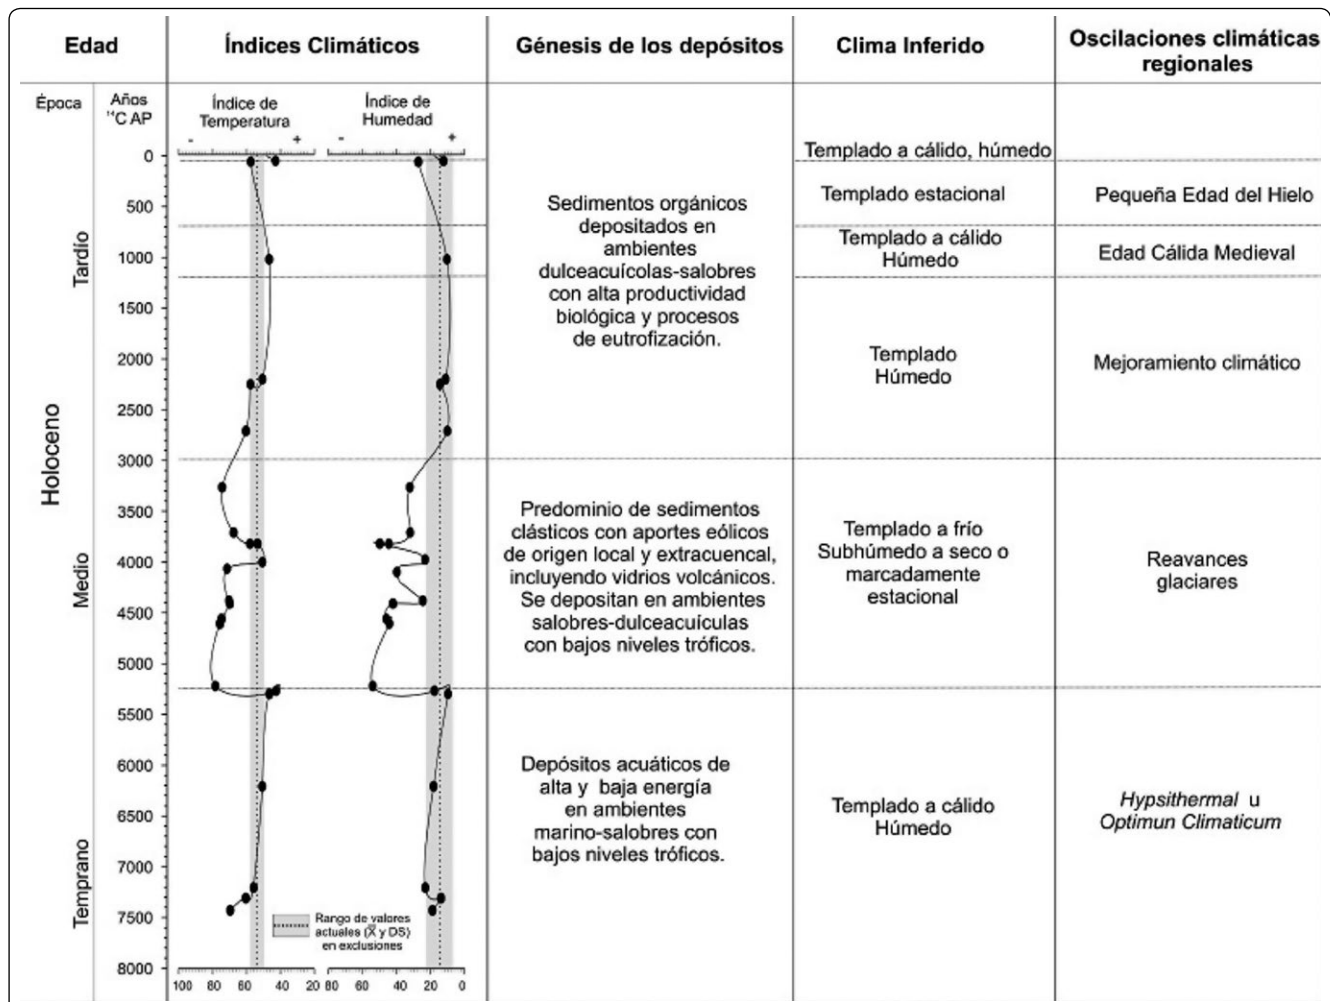 Edad
Índices Climáticos
Génesis de los depósitos
Clima Inferido
Oscilaciones climáticas
regionales
Época
Años
¹⁴C AP
Índice de
Temperatura
- +
Índice de
Humedad
- +
0
500
1000
1500
2000
2500
3000
3500
4000
4500
5000
5500
6000
6500
7000
7500
8000
Holoceno
Tardío
Medio
Temprano
100 80 60 40 20
80 60 40 20 0
Rango de valores
actuales (X̅ y DS)
en exclusiones
Sedimentos orgánicos
depositados en
ambientes
dulceacuícolas-salobres
con alta productividad
biológica y procesos
de eutrofización.
Predominio de sedimentos
clásticos con aportes eólicos
de origen local y extracuencal,
incluyendo vidrios volcánicos.
Se depositan en ambientes
salobres-dulceacuículas
con bajos niveles tróficos.
Depósitos acuáticos de
alta y baja energía
en ambientes
marino-salobres con
bajos niveles tróficos.
Templado a cálido, húmedo
Templado estacional
Templado a cálido
Húmedo
Templado
Húmedo
Templado a frío
Subhúmedo a seco o
marcadamente
estacional
Templado a cálido
Húmedo
Pequeña Edad del Hielo
Edad Cálida Medieval
Mejoramiento climático
Reavances
glaciares
Hypsithermal u
Optimun Climaticum